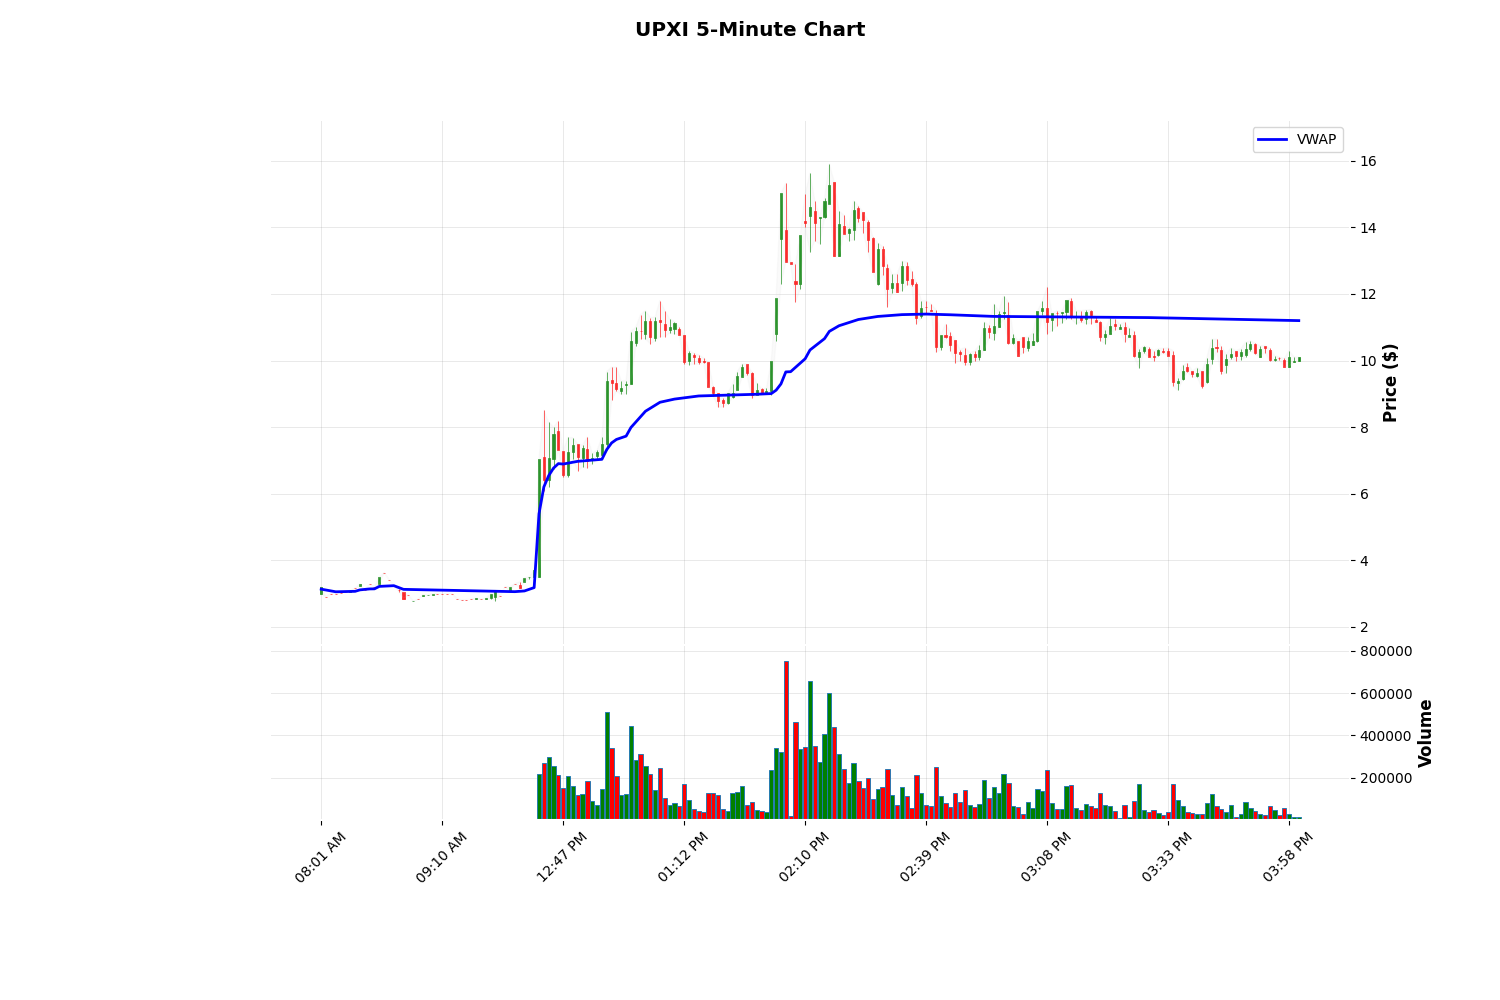 UPXI 5-Minute Chart
VWAP
16
14
12
10
8
6
4
2
Price ($)
800000
600000
400000
200000
Volume
08:01 AM
09:10 AM
12:47 PM
01:12 PM
02:10 PM
02:39 PM
03:08 PM
03:33 PM
03:58 PM